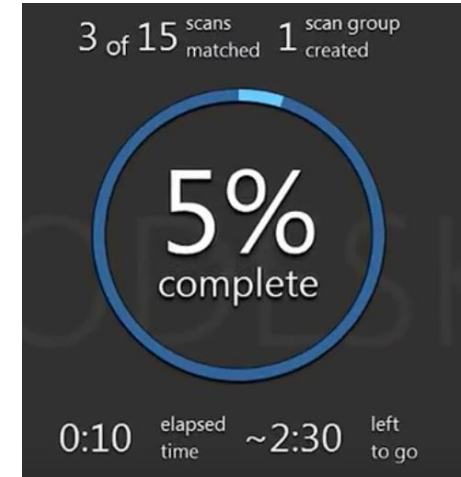 3 of 15 scans matched 1 scan group created
5%
complete
0:10 elapsed time ~2:30 left to go